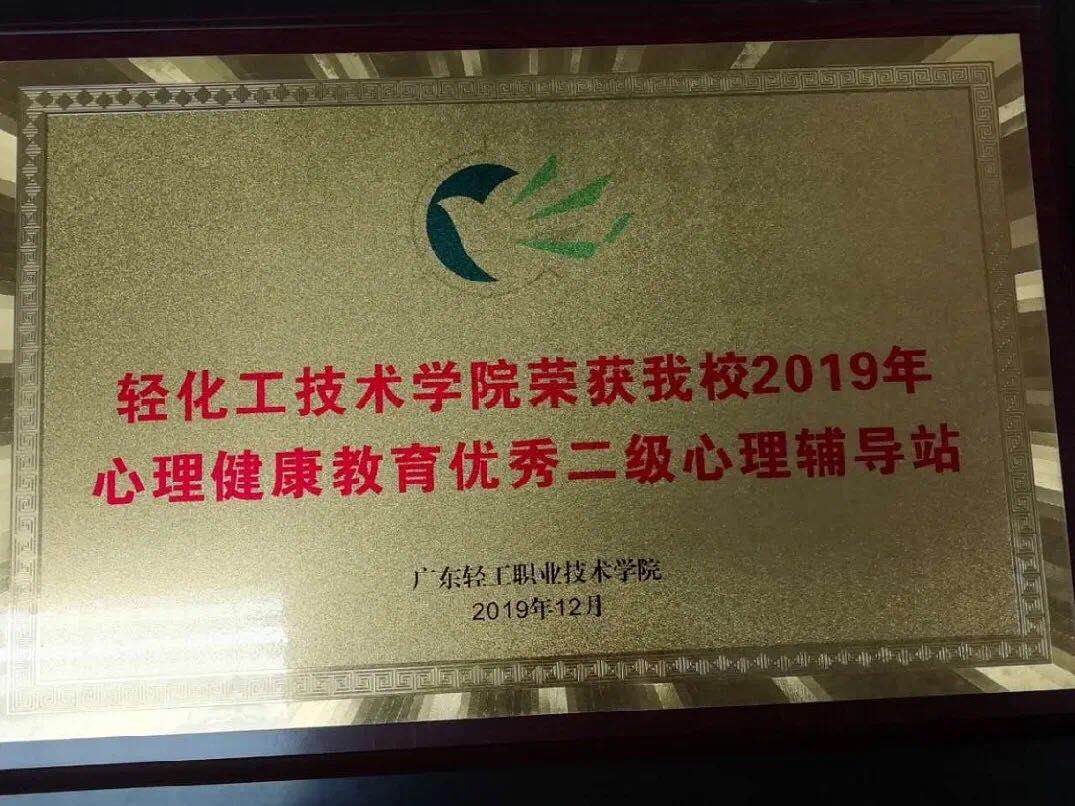 轻化工技术学院荣获我校2019年
心理健康教育优秀二级心理辅导站
广东轻工职业技术学院
2019年12月